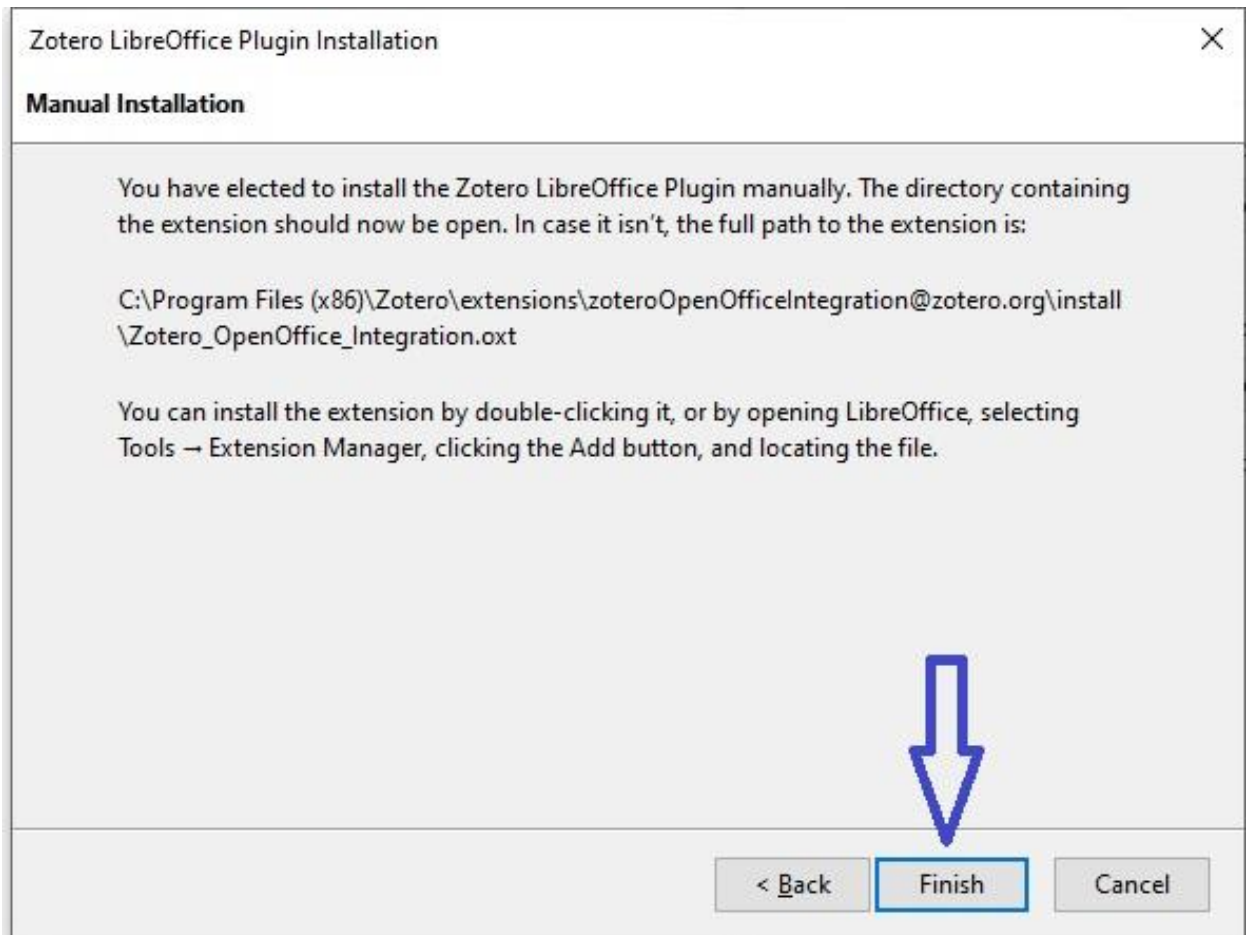 Zotero LibreOffice Plugin Installation
Manual Installation
You have elected to install the Zotero LibreOffice Plugin manually. The directory containing
the extension should now be open. In case it isn't, the full path to the extension is:
C:\Program Files (x86)\Zotero\extensions\zoteroOpenOfficeIntegration@zotero.org\install
\Zotero_OpenOffice_Integration.oxt
You can install the extension by double-clicking it, or by opening LibreOffice, selecting
Tools → Extension Manager, clicking the Add button, and locating the file.
< Back
Finish
Cancel